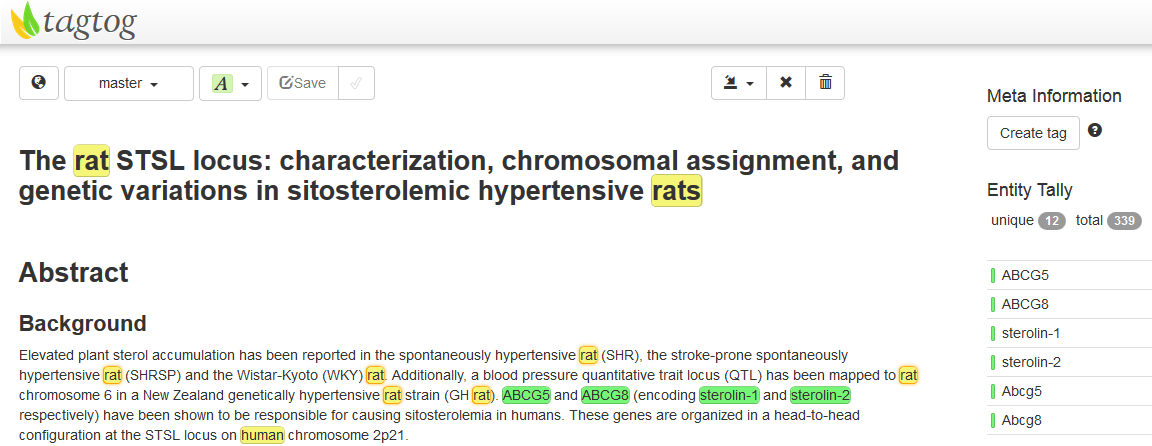 tagtog
master
A
Save
Meta Information
Create tag
The rat STSL locus: characterization, chromosomal assignment, and
genetic variations in sitosterolemic hypertensive rats
Entity Tally
unique 12 total 339
Abstract
ABCG5
ABCG8
sterolin-1
sterolin-2
Abcg5
Abcg8
Background
Elevated plant sterol accumulation has been reported in the spontaneously hypertensive rat (SHR), the stroke-prone spontaneously
hypertensive rat (SHRSP) and the Wistar-Kyoto (WKY) rat. Additionally, a blood pressure quantitative trait locus (QTL) has been mapped to rat
chromosome 6 in a New Zealand genetically hypertensive rat strain (GH rat). ABCG5 and ABCG8 (encoding sterolin-1 and sterolin-2
respectively) have been shown to be responsible for causing sitosterolemia in humans. These genes are organized in a head-to-head
configuration at the STSL locus on human chromosome 2p21.